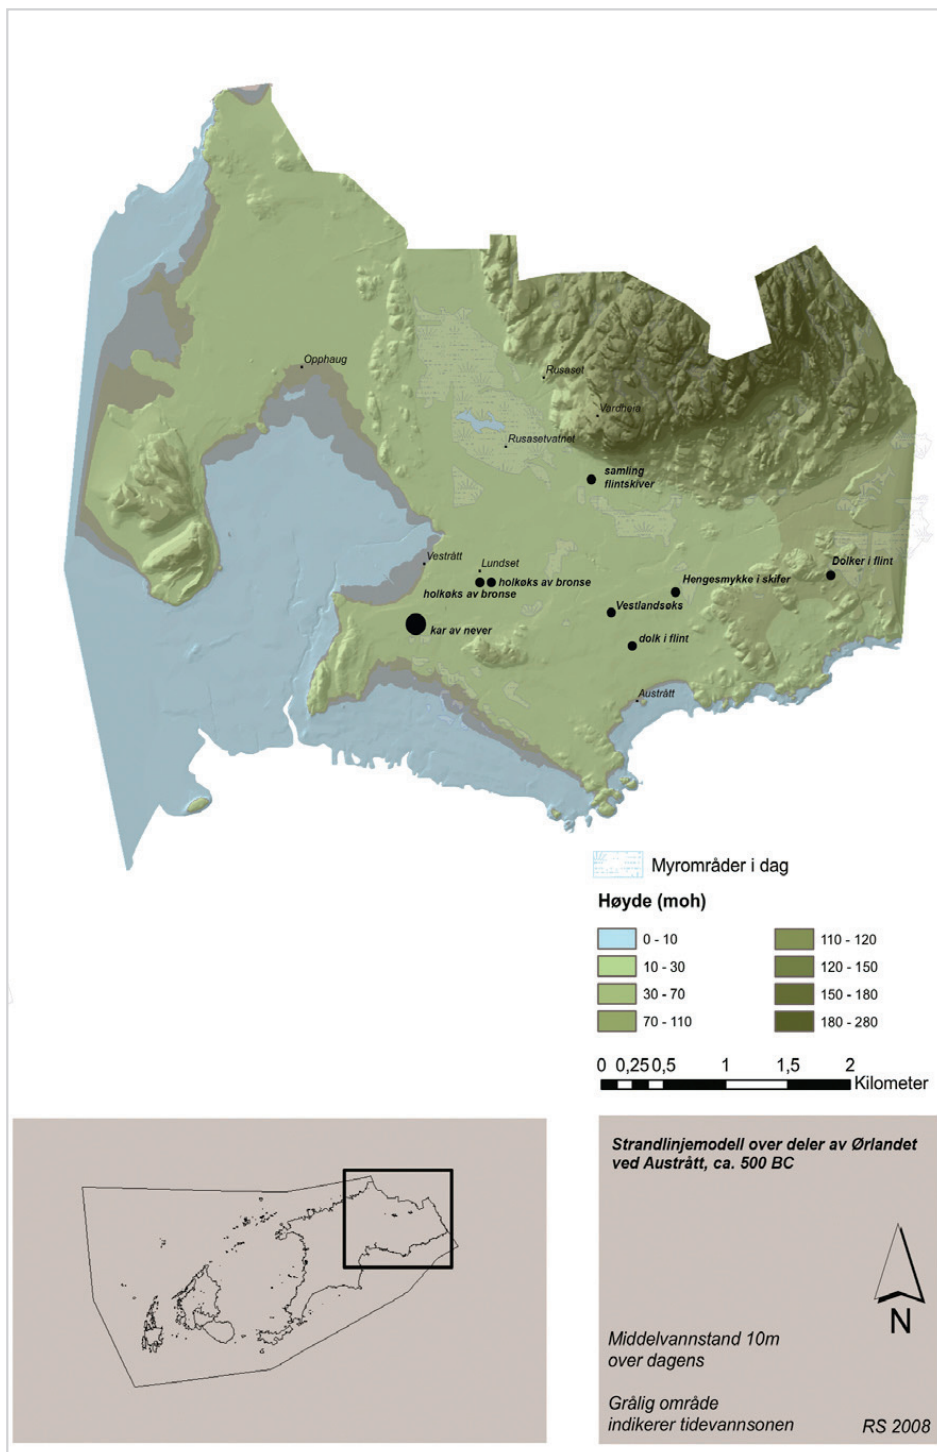 Opphaug
Rusaset
Vardheia
Rusasetvatnet
samling
flintskiver
Vestrått
Lundset
holkøks av bronse
holkøks av bronse
Dolker i flint
Hengesmykke i skifer
Vestlandsøks
kar av never
dolk i flint
Austrått
Myrområder i dag
Høyde (moh)
0 - 10
10 - 30
30 - 70
70 - 110
110 - 120
120 - 150
150 - 180
180 - 280
0 0,25 0,5 1 1,5 2
Kilometer
Strandlinjemodell over deler av Ørlandet
ved Austrått, ca. 500 BC
N
Middelvannstand 10m
over dagens
Grålig område
indikerer tidevannsonen
RS 2008